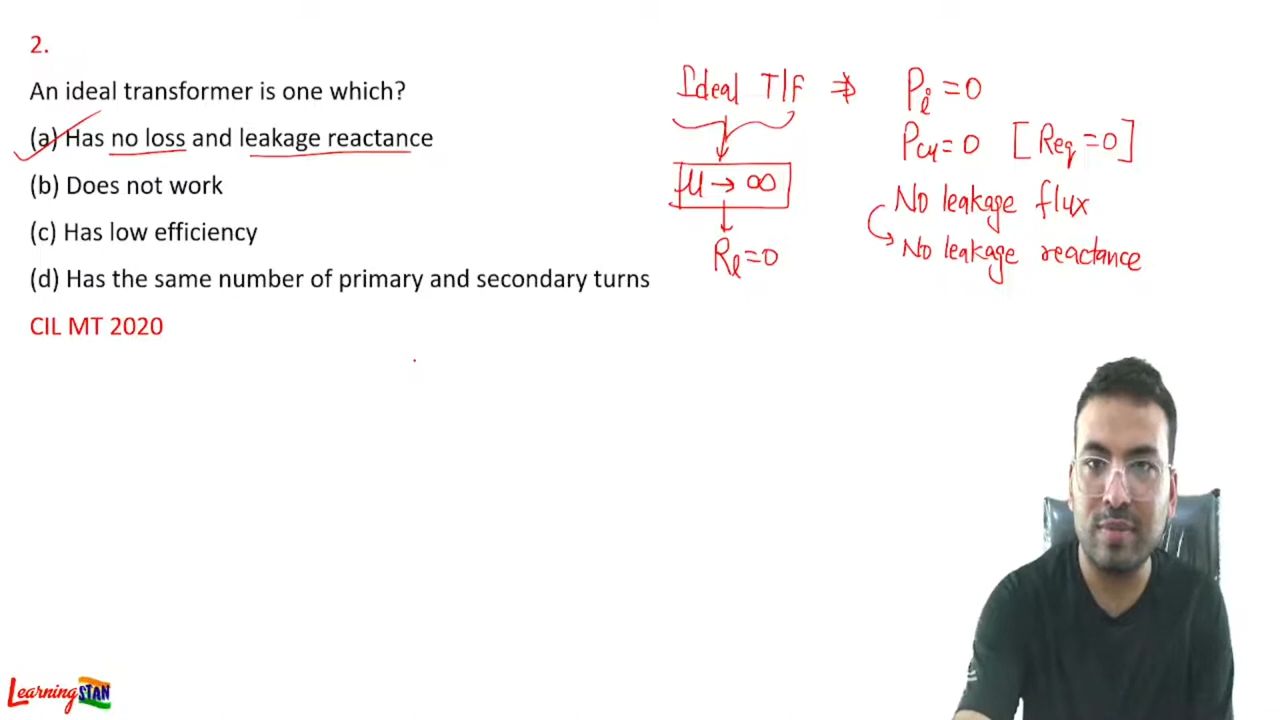 2.
An ideal transformer is one which?
(a) Has no loss and leakage reactance
(b) Does not work
(c) Has low efficiency
(d) Has the same number of primary and secondary turns
CIL MT 2020
Ideal T/F ⇒ Pi=0
Pcu=0 [Req=0]
No leakage flux
No leakage reactance
μ → ∞
Rl=0
LearningSTAN